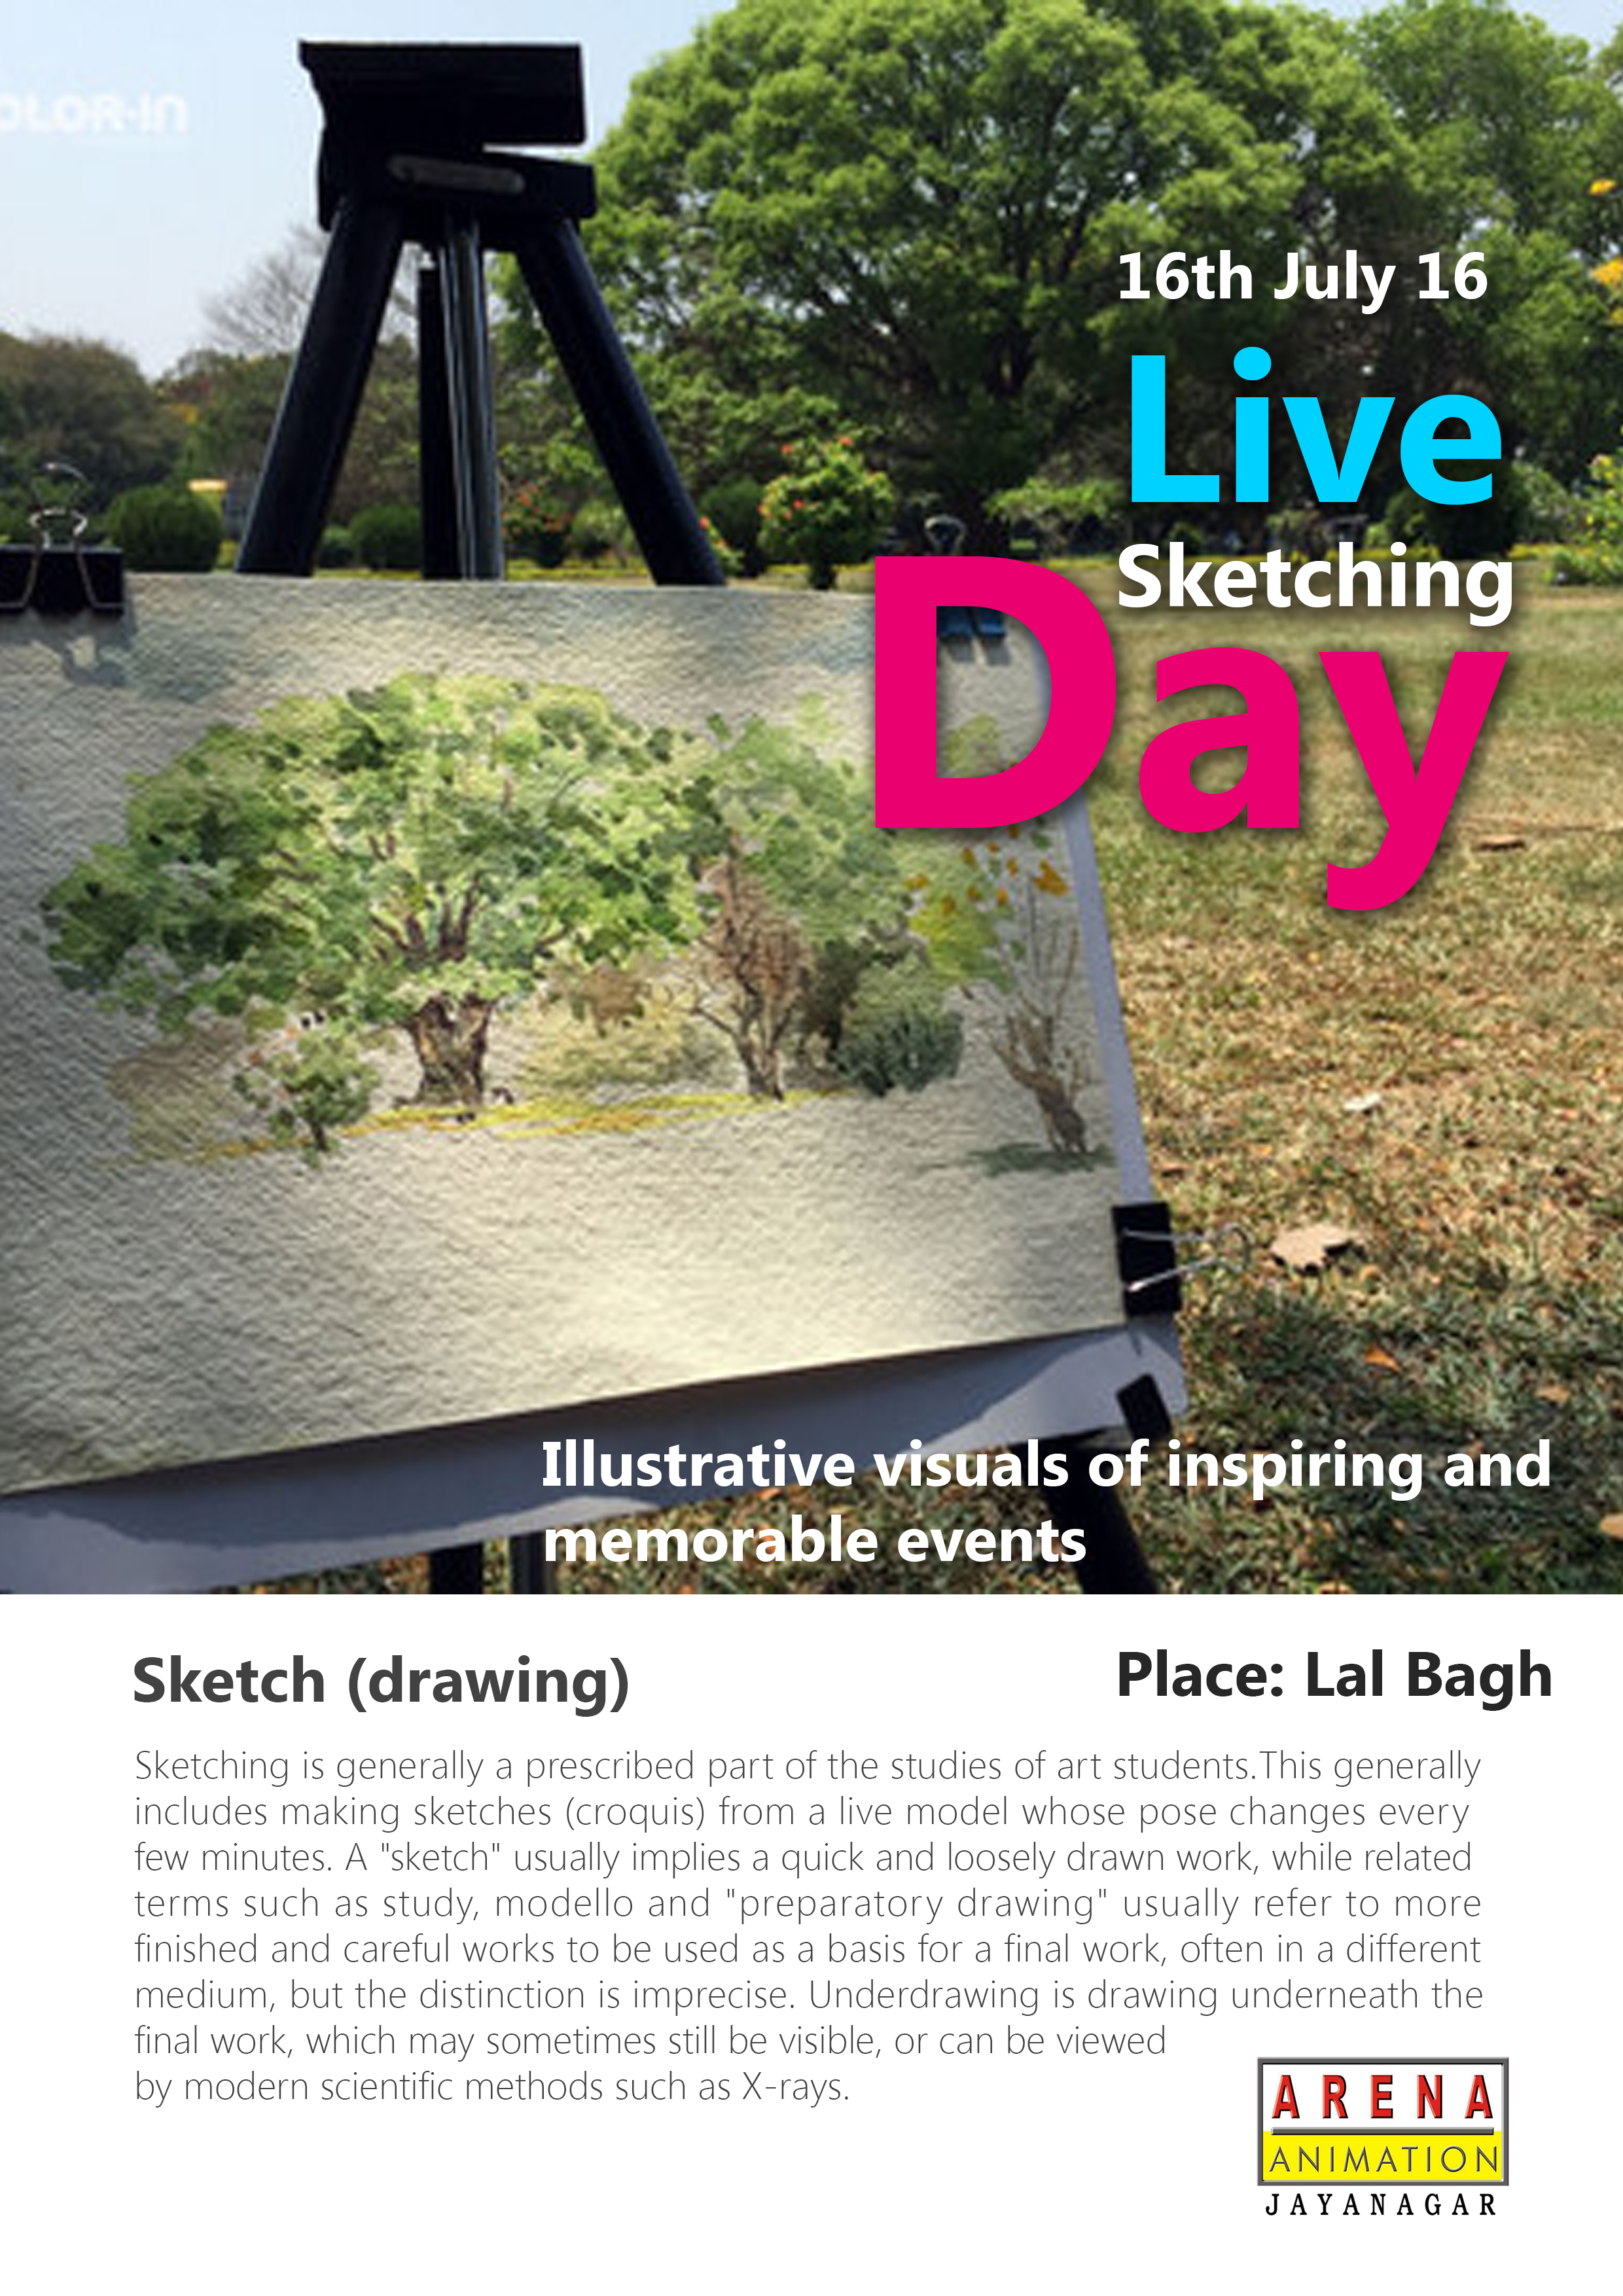 OLOR-IN
16th July 16
Live
Sketching
Day
Illustrative visuals of inspiring and
memorable events
Sketch (drawing)
Place: Lal Bagh
Sketching is generally a prescribed part of the studies of art students.This generally
includes making sketches (croquis) from a live model whose pose changes every
few minutes. A "sketch" usually implies a quick and loosely drawn work, while related
terms such as study, modello and "preparatory drawing" usually refer to more
finished and careful works to be used as a basis for a final work, often in a different
medium, but the distinction is imprecise. Underdrawing is drawing underneath the
final work, which may sometimes still be visible, or can be viewed
by modern scientific methods such as X-rays.
ARENA
ANIMATION
JAYANAGAR